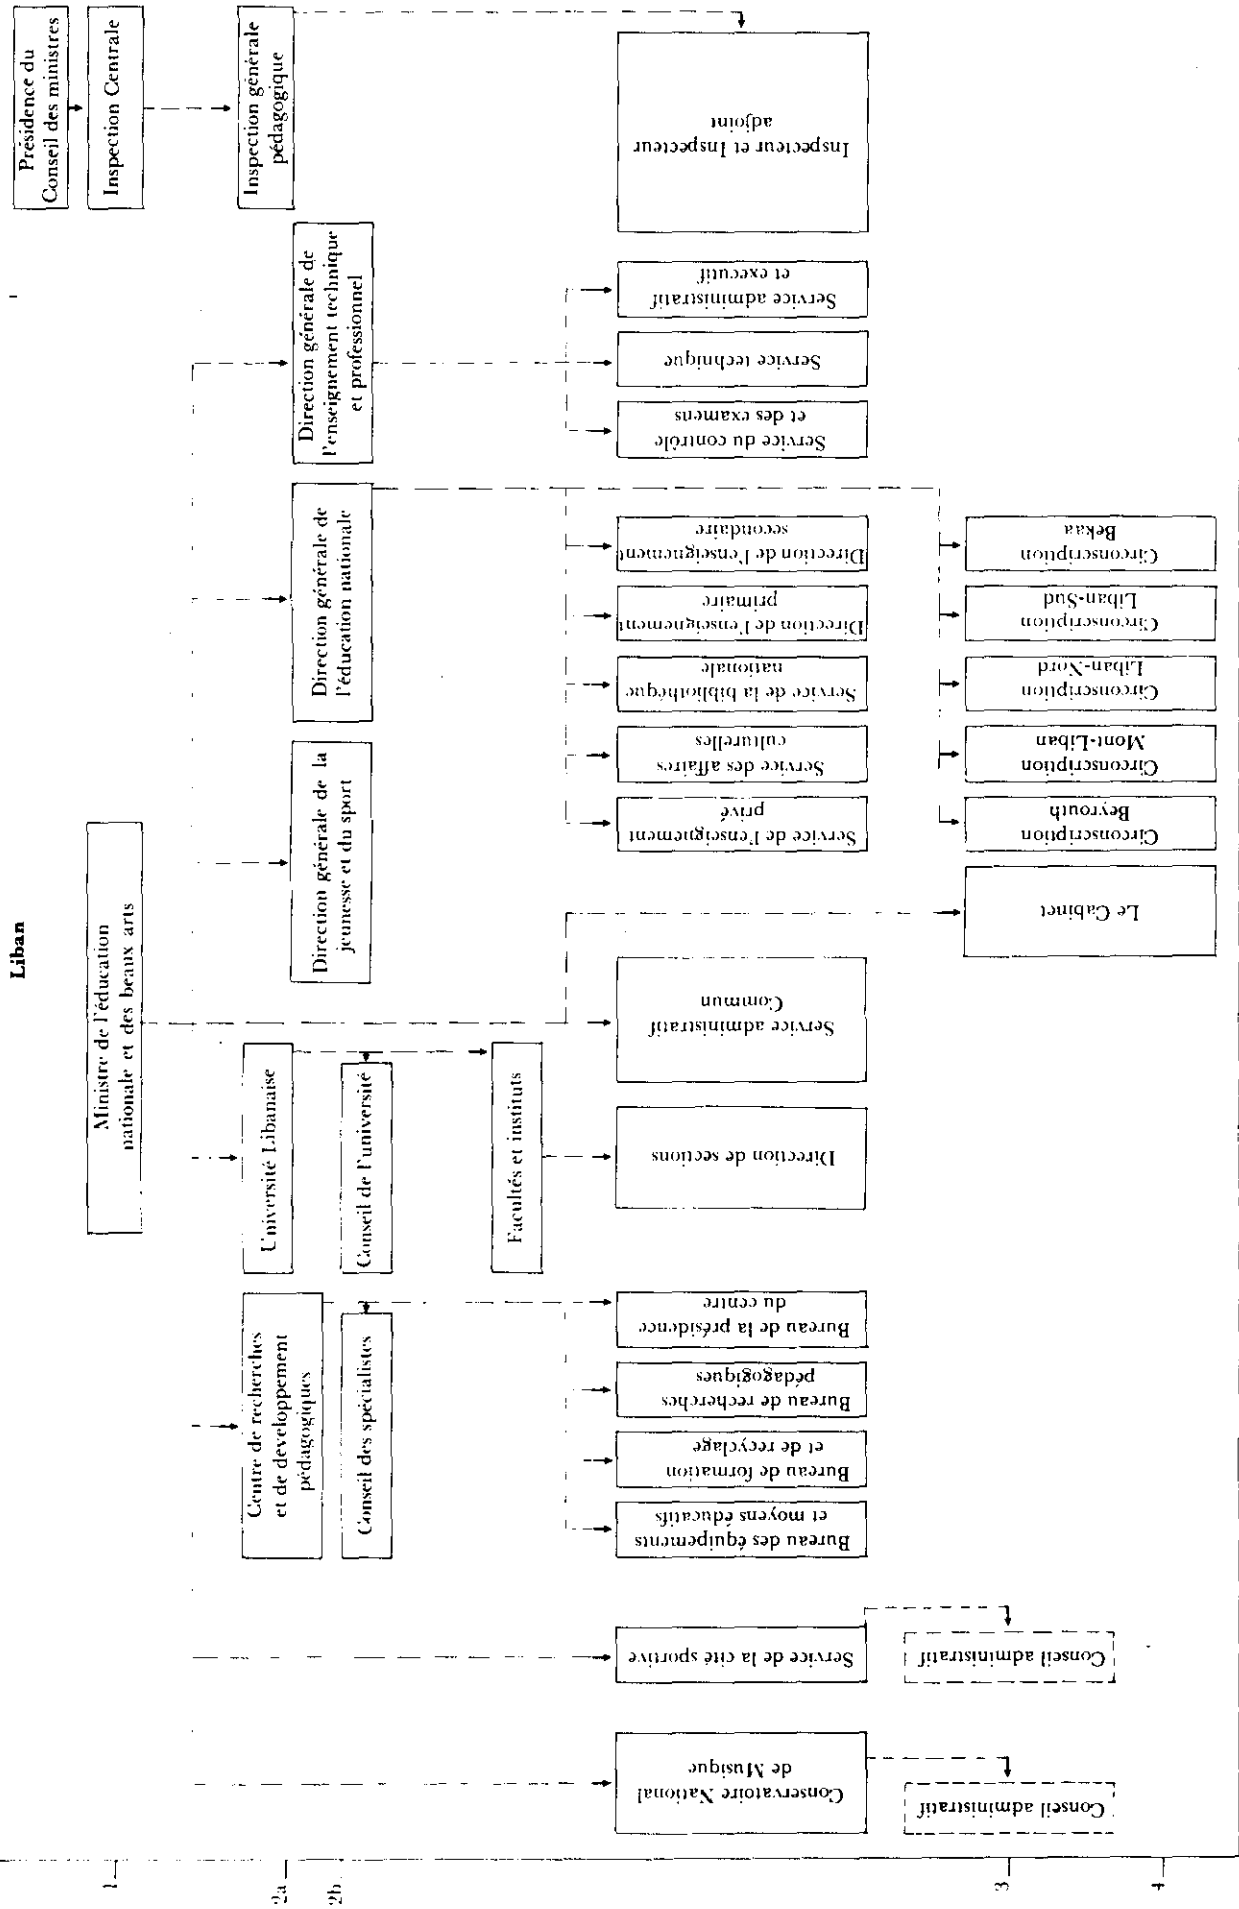 Liban
Présidence du
Conseil des ministres
Inspection Centrale
Inspection générale
pédagogique
Inspecteur et Inspecteur
adjoint
Ministre de l'éducation
nationale et des beaux arts
Direction générale de
l'enseignement technique
et professionnel
Service administratif
et executif
Service technique
Service du contrôle
et des examens
Direction générale de
l'éducation nationale
Direction de l'enseignement
secondaire
Direction de l'enseignement
primaire
Service de la bibliothèque
nationale
Service des affaires
culturelles
Service de l'enseignement
privé
Circonscription
Bekaa
Circonscription
Liban-Sud
Circonscription
Liban-Nord
Circonscription
Mont-Liban
Circonscription
Beyrouth
Direction générale de la
jeunesse et du sport
Le Cabinet
Service administratif
Commun
Université Libanaise
Conseil de l'université
Facultés et instituts
Direction de sections
Centre de recherches
et de développement
pédagogiques
Conseil des spécialistes
Bureau de la présidence
du centre
Bureau de recherches
pédagogiques
Bureau de formation
et de recyclage
Bureau des équipements
et moyens éducatifs
Service de la cité sportive
Conseil administratif
Conservatoire National
de Musique
Conseil administratif
1
2a
2b
3
4